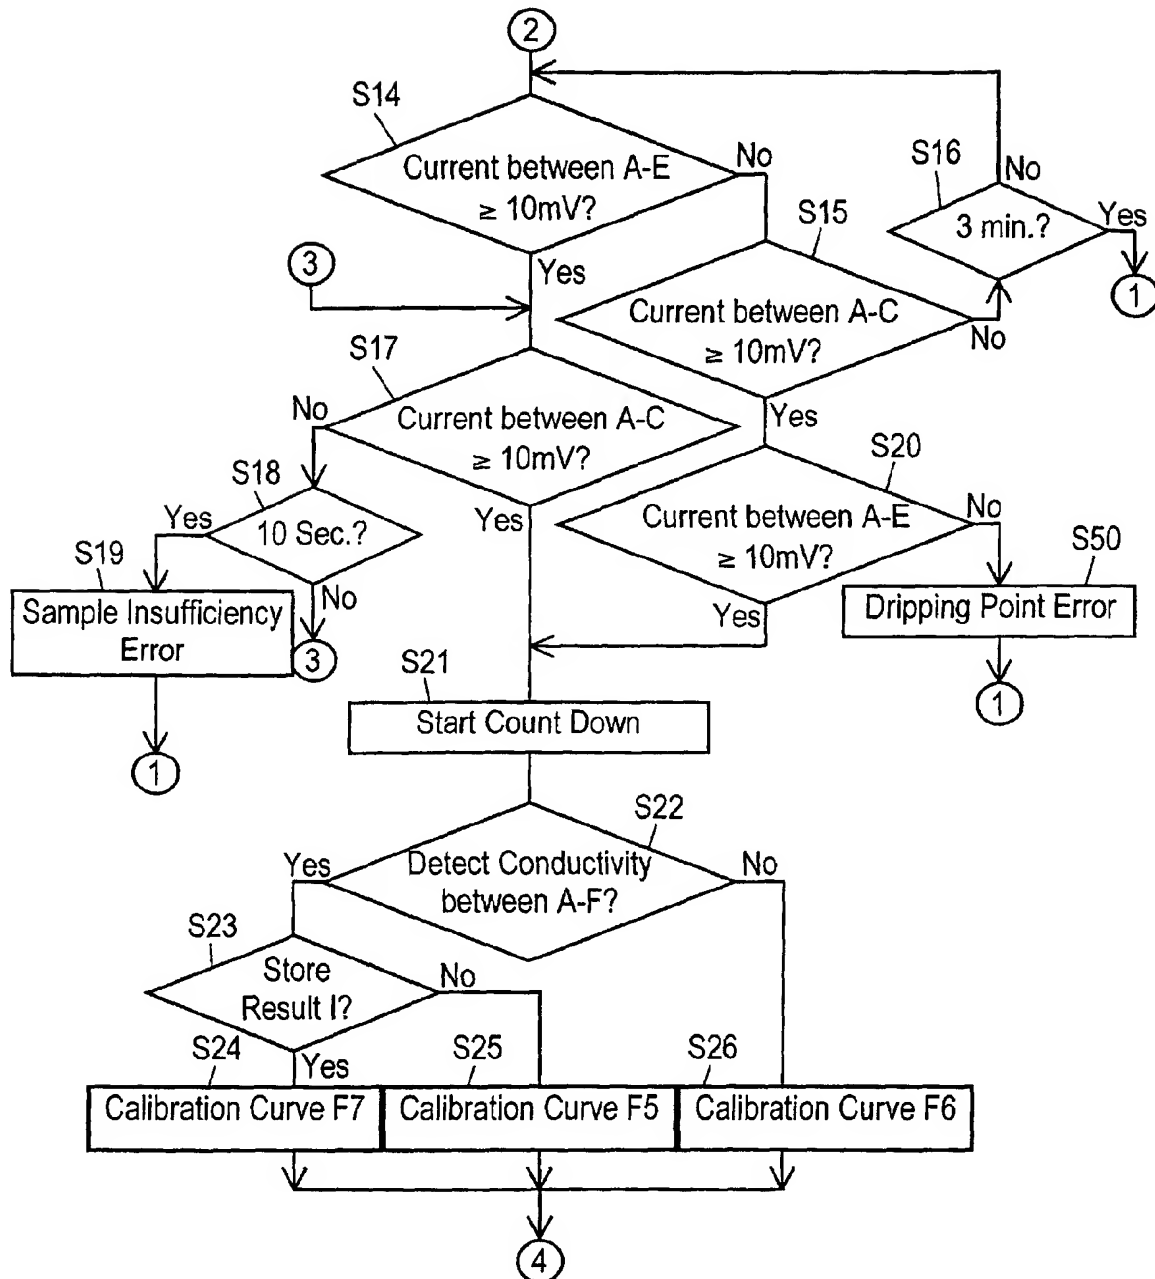 2
S14
Current between A-E
≥ 10mV?
No
Yes
S16
No
3 min.?
Yes
1
S15
Current between A-C
≥ 10mV?
No
Yes
3
S17
No
Current between A-C
≥ 10mV?
Yes
S18
Yes
10 Sec.?
No
3
S19
Sample Insufficiency
Error
1
S20
Current between A-E
≥ 10mV?
No
Yes
S50
Dripping Point Error
1
S21
Start Count Down
S22
Yes
Detect Conductivity
between A-F?
No
S23
Store
Result I?
No
Yes
S24
Calibration Curve F7
S25
Calibration Curve F5
S26
Calibration Curve F6
4